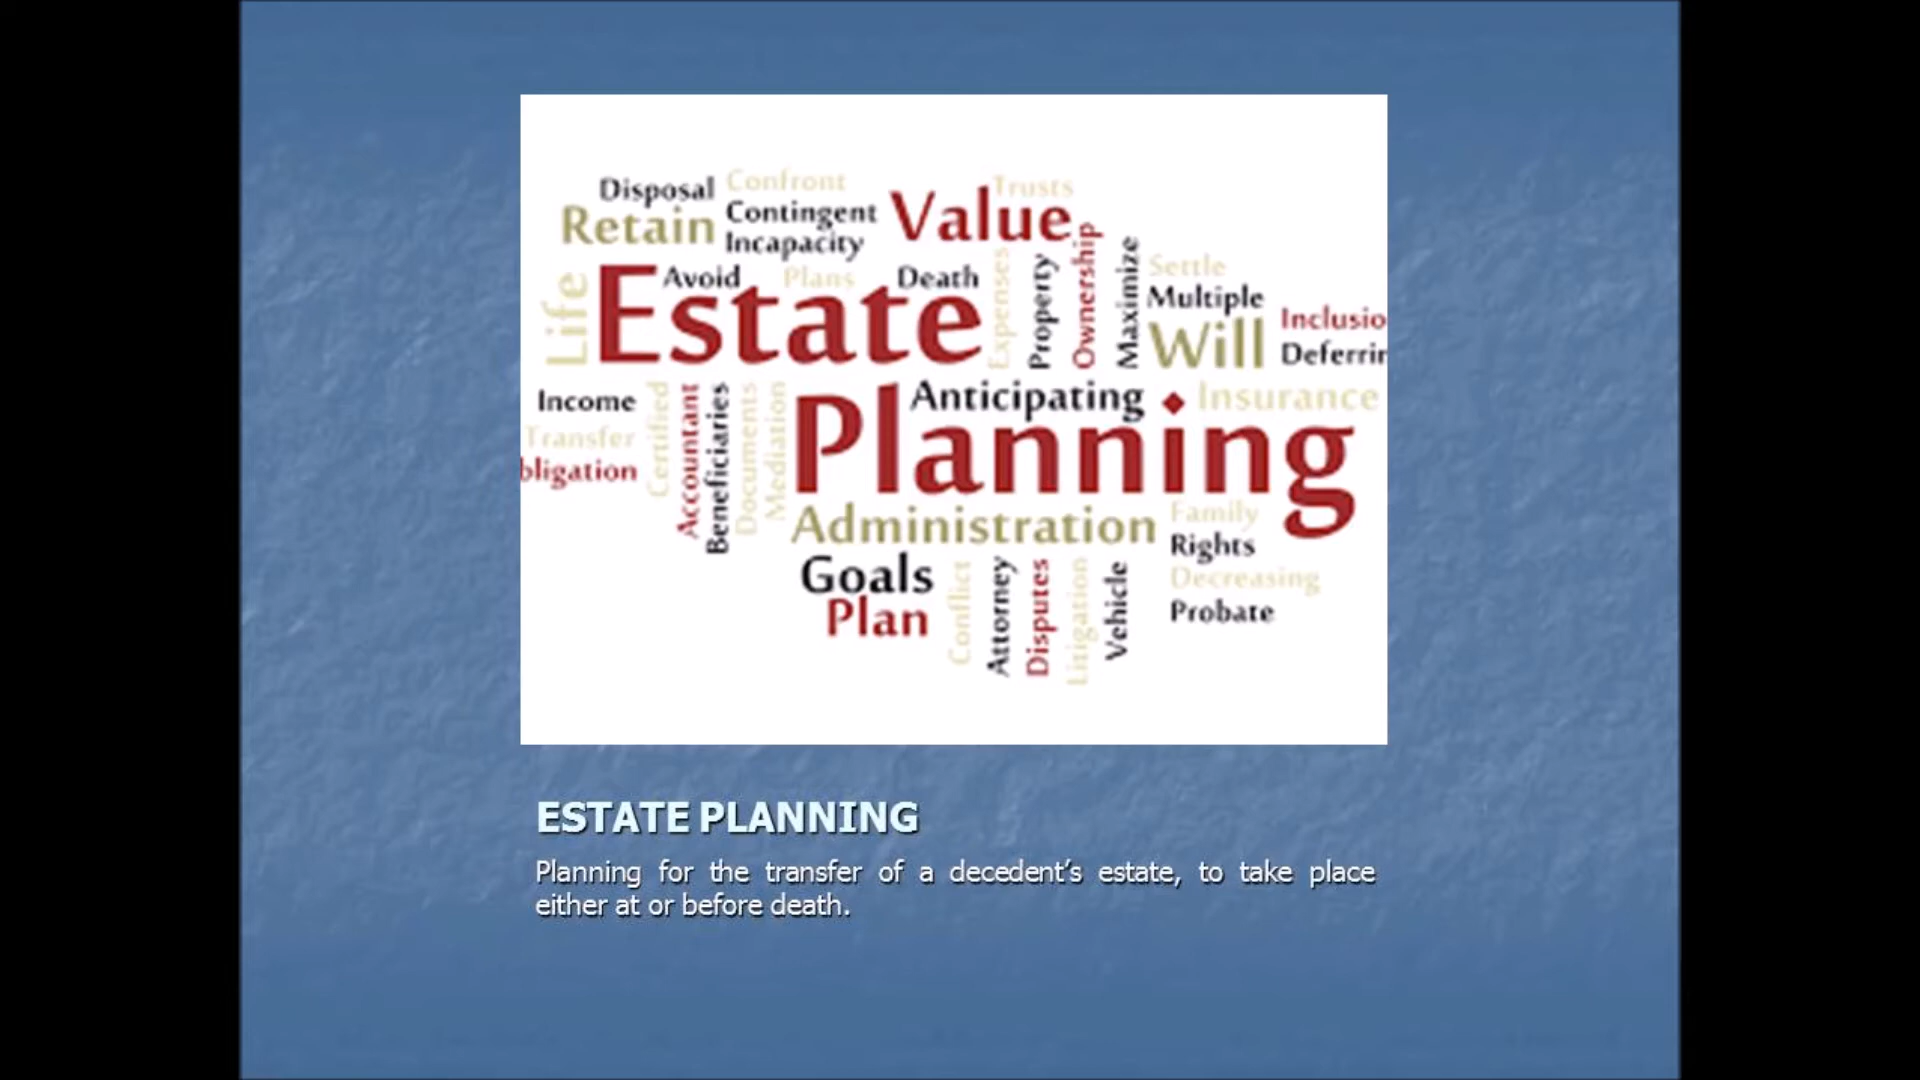 Disposal Confront Trusts
Retain Contingent Value
Incapacity
Avoid Plans Death
Life Estate Expenses Property Ownership Maximize
Settle
Multiple
Will Inclusio
Deferrin
Income
Transfer
bligation
Certified Accountant Beneficiaries Documents Mediation
Anticipating Insurance
Planning
Administration Family
Rights
Goals Decreasing
Plan Probate
Conflict Attorney Disputes Litigation Vehicle
ESTATE PLANNING
Planning for the transfer of a decedent's estate, to take place
either at or before death.